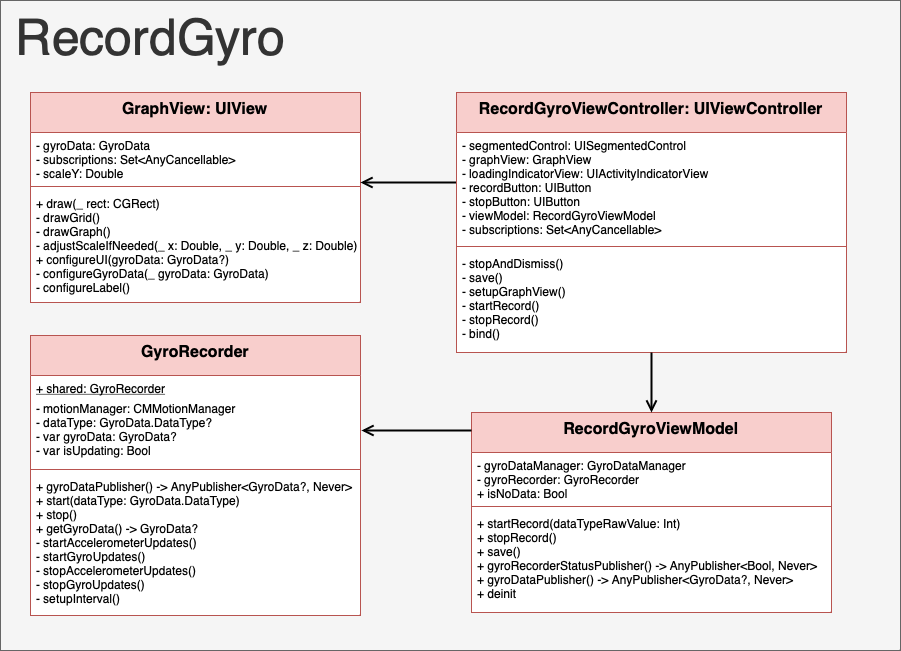 RecordGyro
GraphView: UIView
- gyroData: GyroData
- subscriptions: Set<AnyCancellable>
- scaleY: Double
+ draw(_ rect: CGRect)
- drawGrid()
- drawGraph()
- adjustScaleIfNeeded(_ x: Double, _ y: Double, _ z: Double)
+ configureUI(gyroData: GyroData?)
- configureGyroData(_ gyroData: GyroData)
- configureLabel()
RecordGyroViewController: UIViewController
- segmentedControl: UISegmentedControl
- graphView: GraphView
- loadingIndicatorView: UIActivityIndicatorView
- recordButton: UIButton
- stopButton: UIButton
- viewModel: RecordGyroViewModel
- subscriptions: Set<AnyCancellable>
- stopAndDismiss()
- save()
- setupGraphView()
- startRecord()
- stopRecord()
- bind()
GyroRecorder
+ shared: GyroRecorder
- motionManager: CMMotionManager
- dataType: GyroData.DataType?
- var gyroData: GyroData?
- var isUpdating: Bool
+ gyroDataPublisher() -> AnyPublisher<GyroData?, Never>
+ start(dataType: GyroData.DataType)
+ stop()
+ getGyroData() -> GyroData?
- startAccelerometerUpdates()
- startGyroUpdates()
- stopAccelerometerUpdates()
- stopGyroUpdates()
- setupInterval()
RecordGyroViewModel
- gyroDataManager: GyroDataManager
- gyroRecorder: GyroRecorder
+ isNoData: Bool
+ startRecord(dataTypeRawValue: Int)
+ stopRecord()
+ save()
+ gyroRecorderStatusPublisher() -> AnyPublisher<Bool, Never>
+ gyroDataPublisher() -> AnyPublisher<GyroData?, Never>
+ deinit